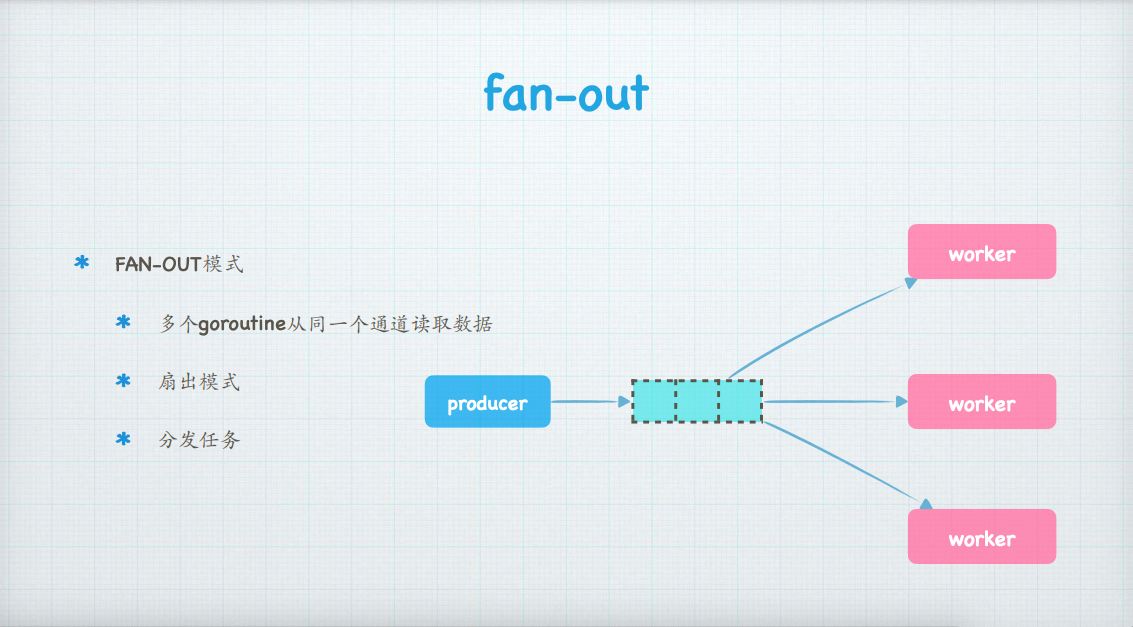 fan-out
FAN-OUT模式
多个goroutine从同一个通道读取数据
扇出模式
分发任务
producer
worker
worker
worker